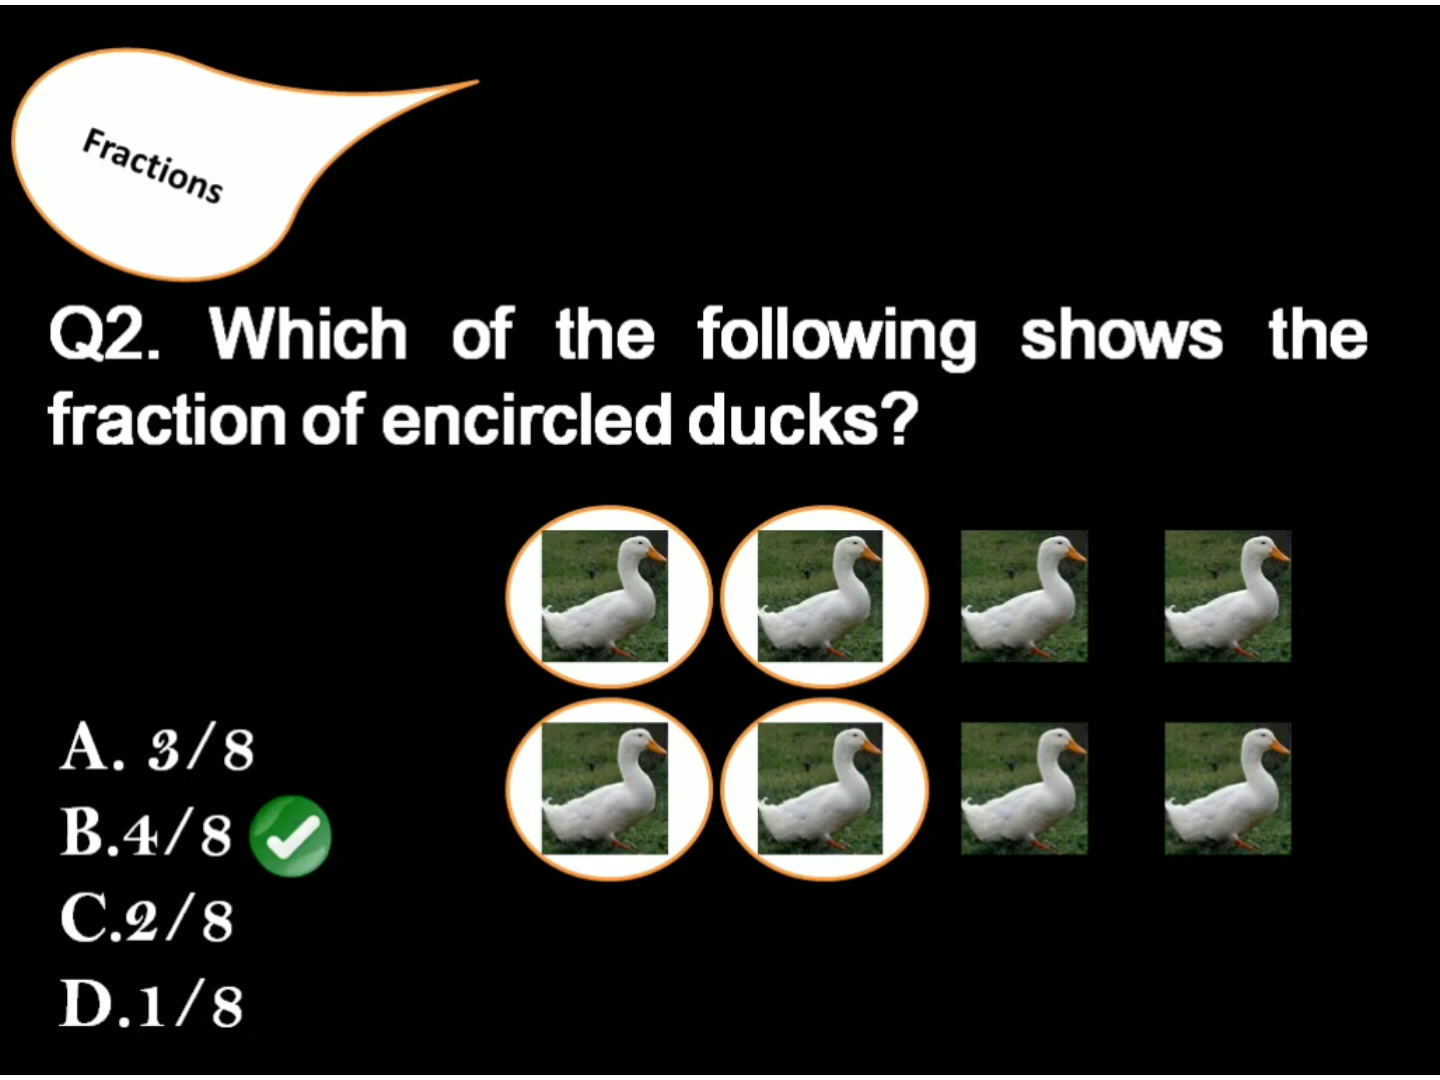 Fractions
Q2. Which of the following shows the
fraction of encircled ducks?
A. 3/8
B.4/8
C.2/8
D.1/8